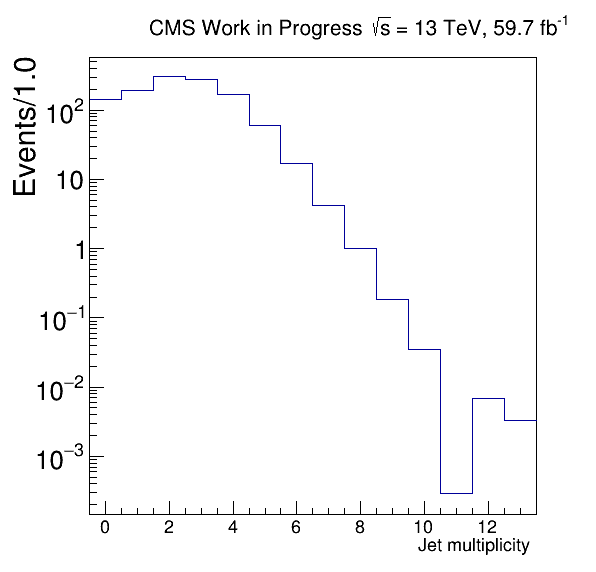 CMS Work in Progress √s = 13 TeV, 59.7 fb⁻¹
Events/1.0
10²
10
1
10⁻¹
10⁻²
10⁻³
0 2 4 6 8 10 12
Jet multiplicity